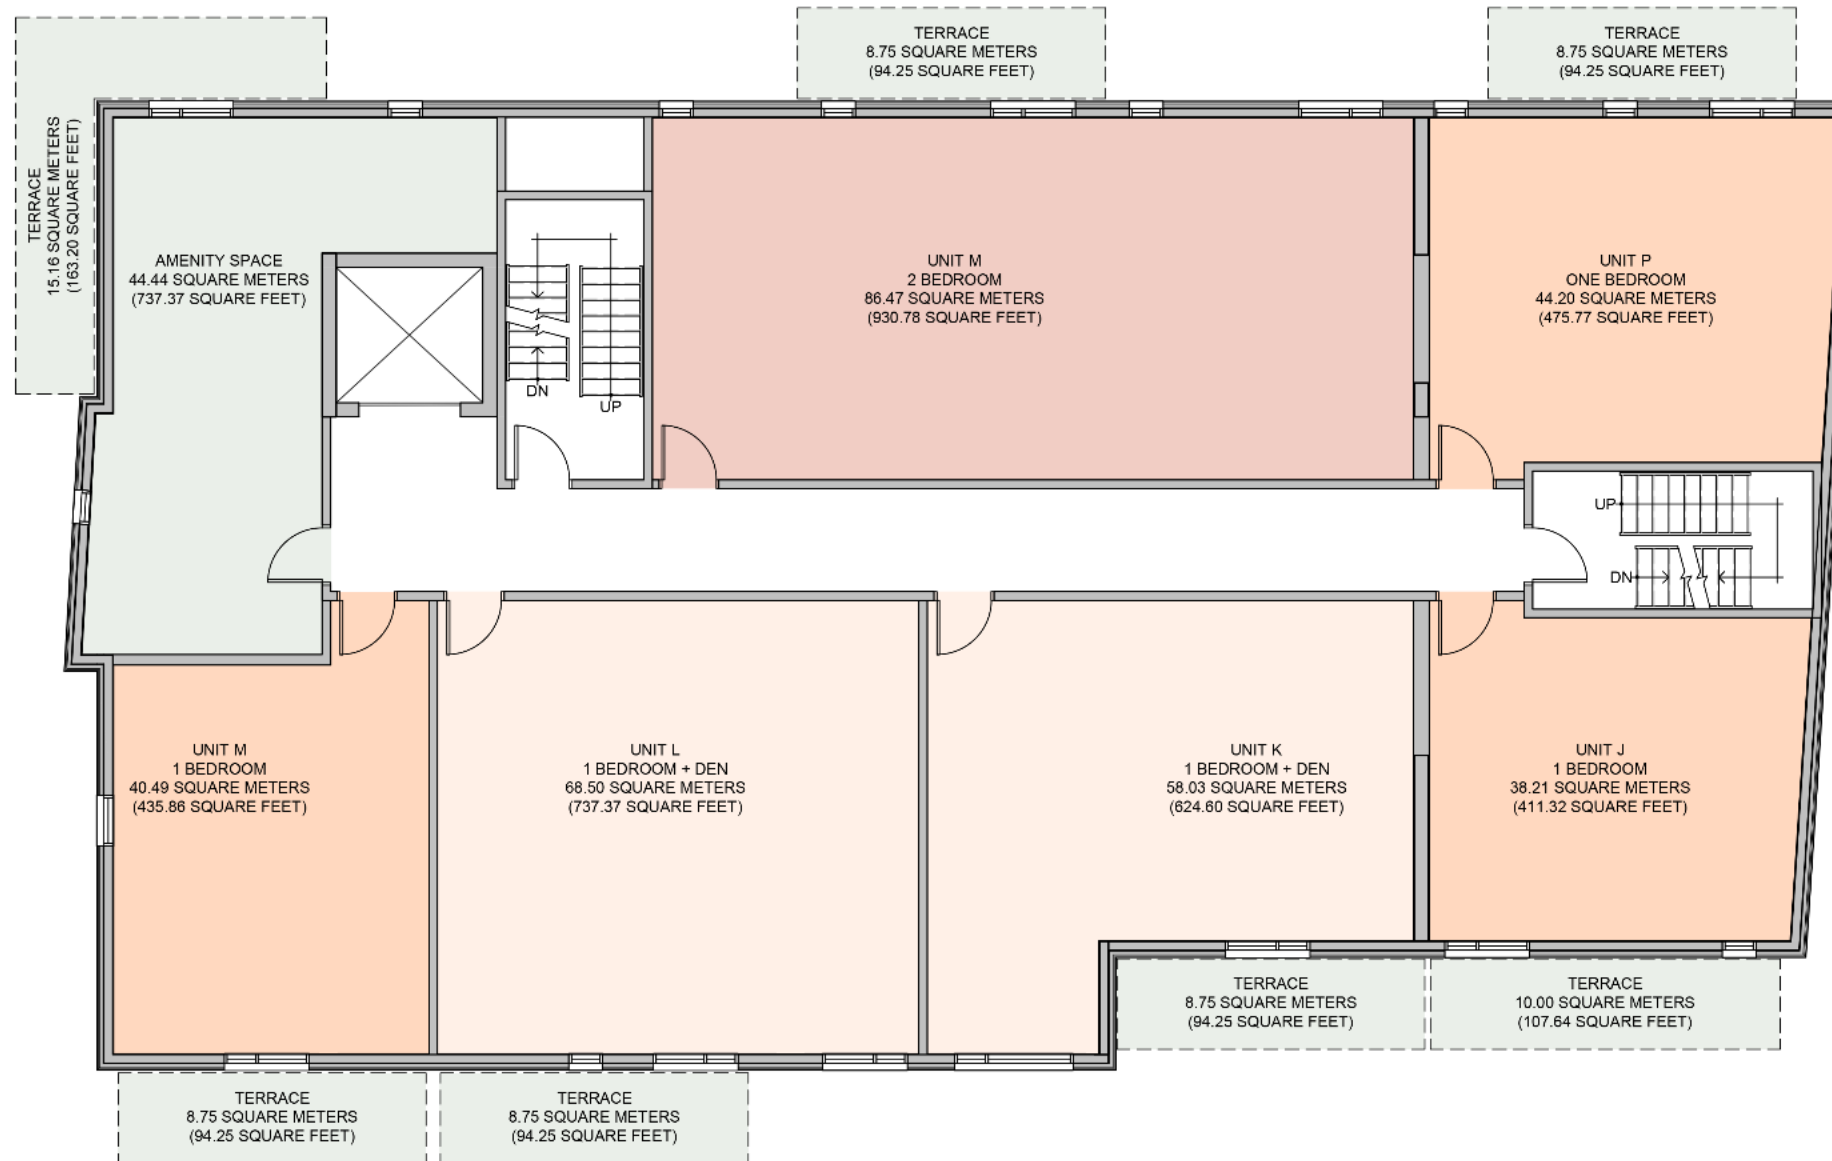 TERRACE
8.75 SQUARE METERS
(94.25 SQUARE FEET)
TERRACE
8.75 SQUARE METERS
(94.25 SQUARE FEET)
TERRACE
15.16 SQUARE METERS
(163.20 SQUARE FEET)
AMENITY SPACE
44.44 SQUARE METERS
(737.37 SQUARE FEET)
DN
UP
UNIT M
2 BEDROOM
86.47 SQUARE METERS
(930.78 SQUARE FEET)
UNIT P
ONE BEDROOM
44.20 SQUARE METERS
(475.77 SQUARE FEET)
UP
DN
UNIT M
1 BEDROOM
40.49 SQUARE METERS
(435.86 SQUARE FEET)
UNIT L
1 BEDROOM + DEN
68.50 SQUARE METERS
(737.37 SQUARE FEET)
UNIT K
1 BEDROOM + DEN
58.03 SQUARE METERS
(624.60 SQUARE FEET)
UNIT J
1 BEDROOM
38.21 SQUARE METERS
(411.32 SQUARE FEET)
TERRACE
8.75 SQUARE METERS
(94.25 SQUARE FEET)
TERRACE
10.00 SQUARE METERS
(107.64 SQUARE FEET)
TERRACE
8.75 SQUARE METERS
(94.25 SQUARE FEET)
TERRACE
8.75 SQUARE METERS
(94.25 SQUARE FEET)